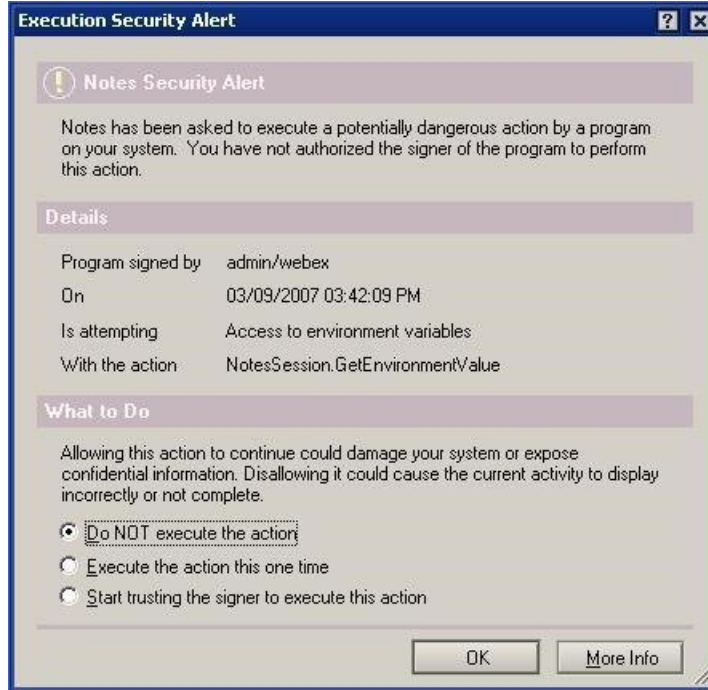 Execution Security Alert
Notes Security Alert
Notes has been asked to execute a potentially dangerous action by a program
on your system. You have not authorized the signer of the program to perform
this action.
Details
Program signed by admin/webex
On 03/09/2007 03:42:09 PM
Is attempting Access to environment variables
With the action NotesSession.GetEnvironmentValue
What to Do
Allowing this action to continue could damage your system or expose
confidential information. Disallowing it could cause the current activity to display
incorrectly or not complete.
Do NOT execute the action
Execute the action this one time
Start trusting the signer to execute this action
OK More Info